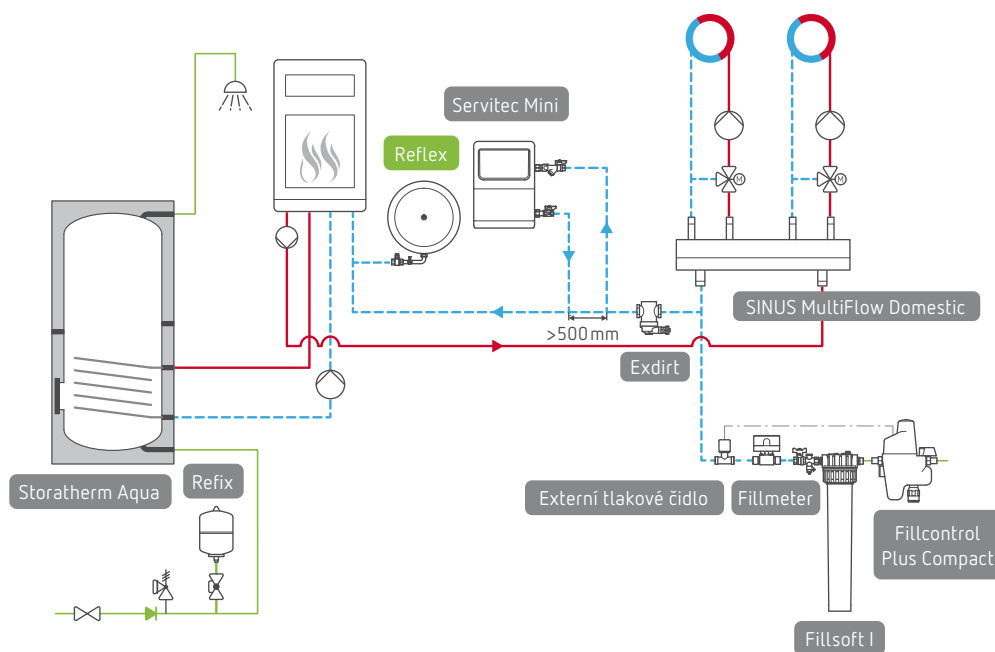 Servitec Mini
Reflex
M
M
SINUS MultiFlow Domestic
>500 mm
Exdirt
Storatherm Aqua
Refix
Externí tlakové čidlo
Fillmeter
Fillcontrol
Plus Compact
Fillsoft I